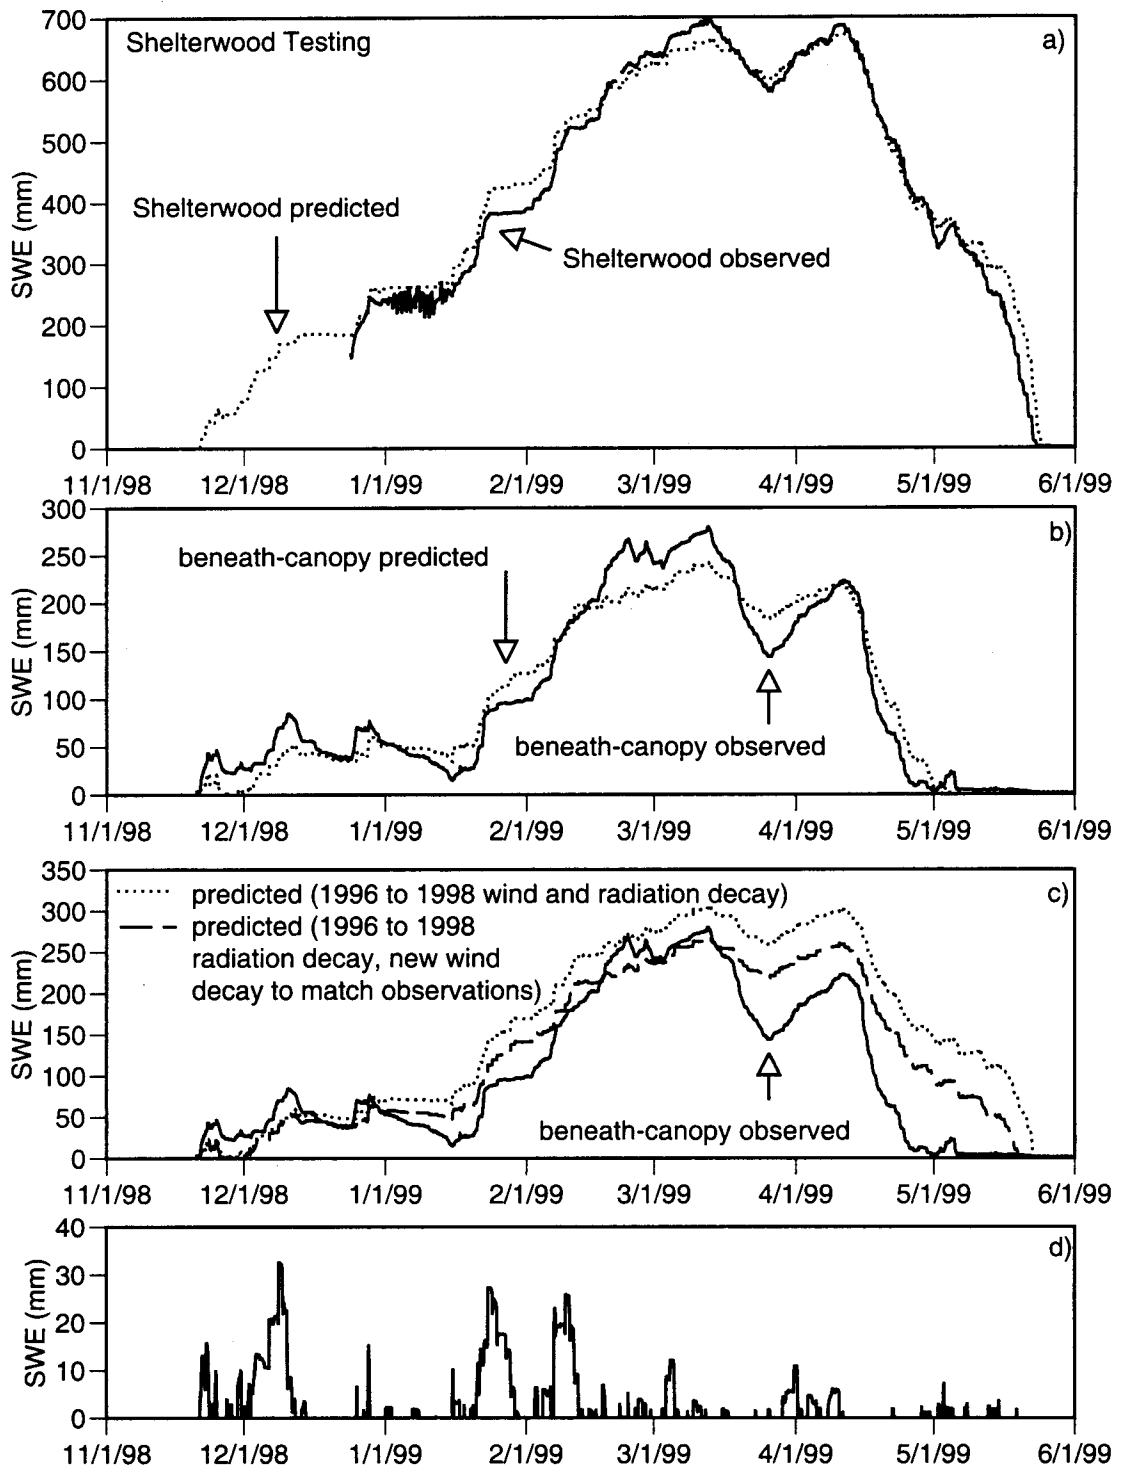 700
Shelterwood Testing
a)
600
500
400
Shelterwood predicted
SWE (mm)
300
Shelterwood observed
200
100
0
11/1/98 12/1/98 1/1/99 2/1/99 3/1/99 4/1/99 5/1/99 6/1/99
300
b)
250
beneath-canopy predicted
200
SWE (mm)
150
100
beneath-canopy observed
50
0
11/1/98 12/1/98 1/1/99 2/1/99 3/1/99 4/1/99 5/1/99 6/1/99
350
predicted (1996 to 1998 wind and radiation decay)
c)
300
predicted (1996 to 1998
radiation decay, new wind
decay to match observations)
250
200
SWE (mm)
150
100
beneath-canopy observed
50
0
11/1/98 12/1/98 1/1/99 2/1/99 3/1/99 4/1/99 5/1/99 6/1/99
40
d)
30
SWE (mm)
20
10
0
11/1/98 12/1/98 1/1/99 2/1/99 3/1/99 4/1/99 5/1/99 6/1/99